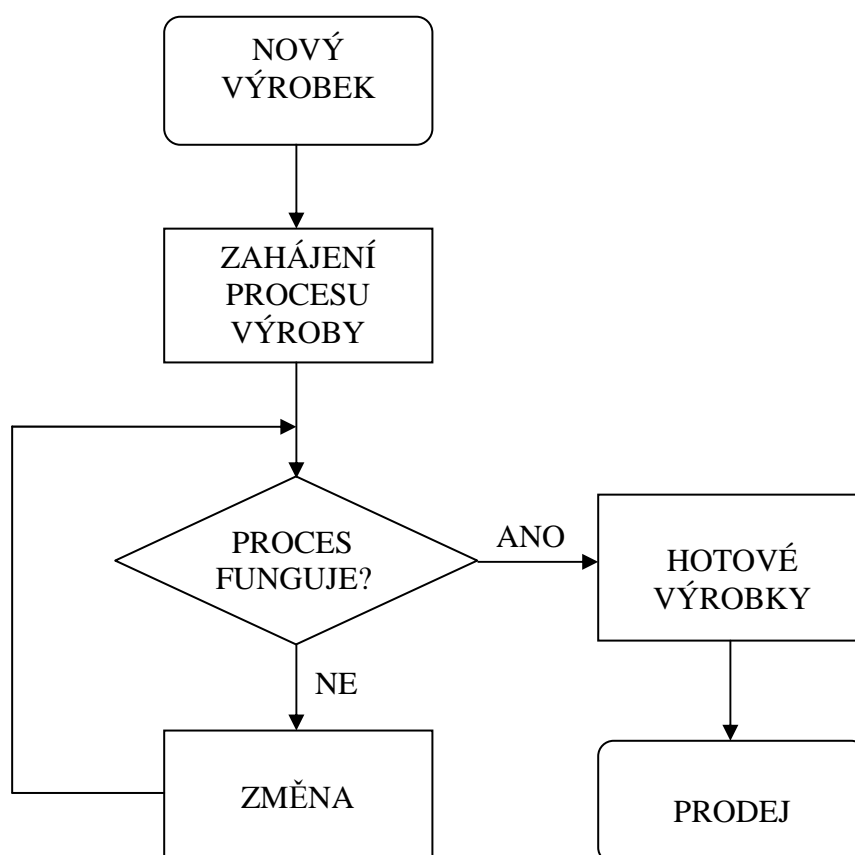 NOVÝ
VÝROBEK
ZAHÁJENÍ
PROCESU
VÝROBY
PROCES
FUNGUJE?
ANO
HOTOVÉ
VÝROBKY
NE
ZMĚNA
PRODEJ